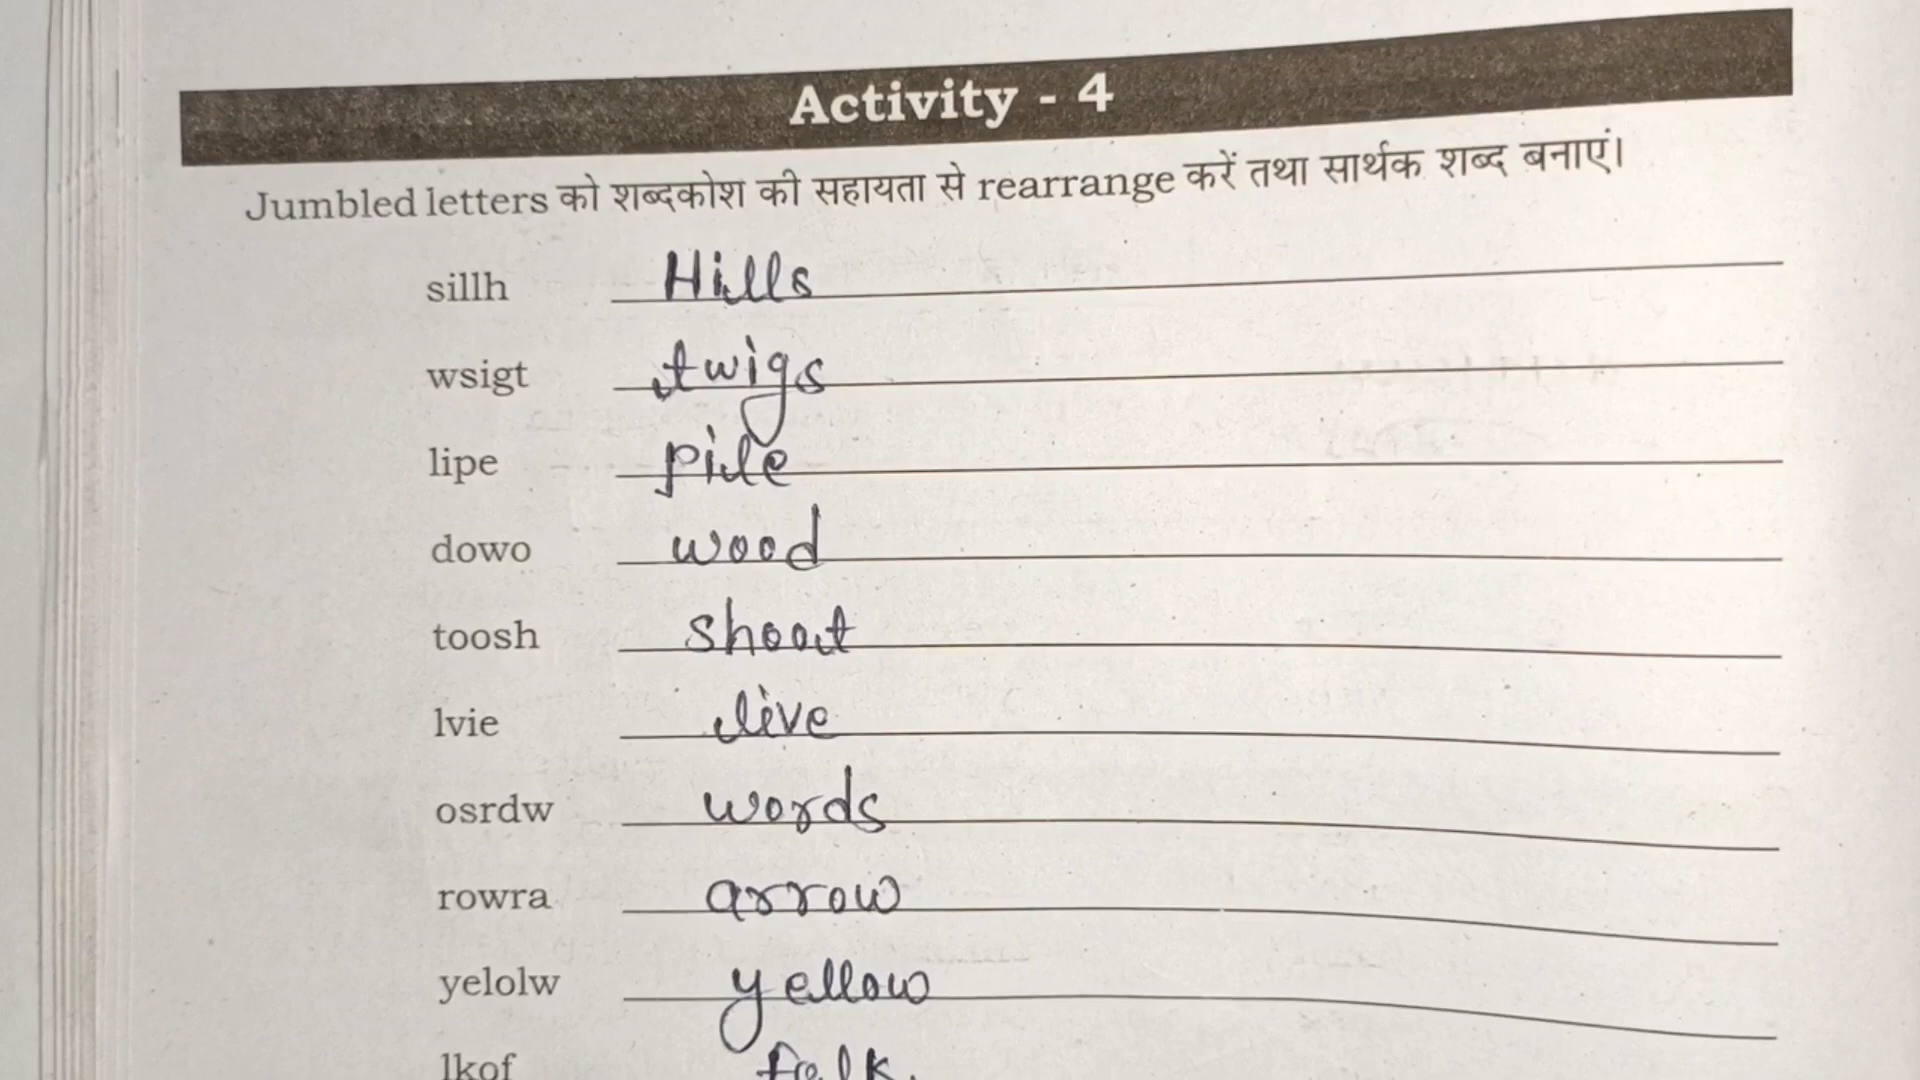 Activity - 4
Jumbled letters को शब्दकोश की सहायता से rearrange करें तथा सार्थक शब्द बनाएं।
sillh Hills
wsigt twigs
lipe pile
dowo wood
toosh shoot
lvie live
osrdw words
rowra arrow
yelolw yellow
lkof folk.